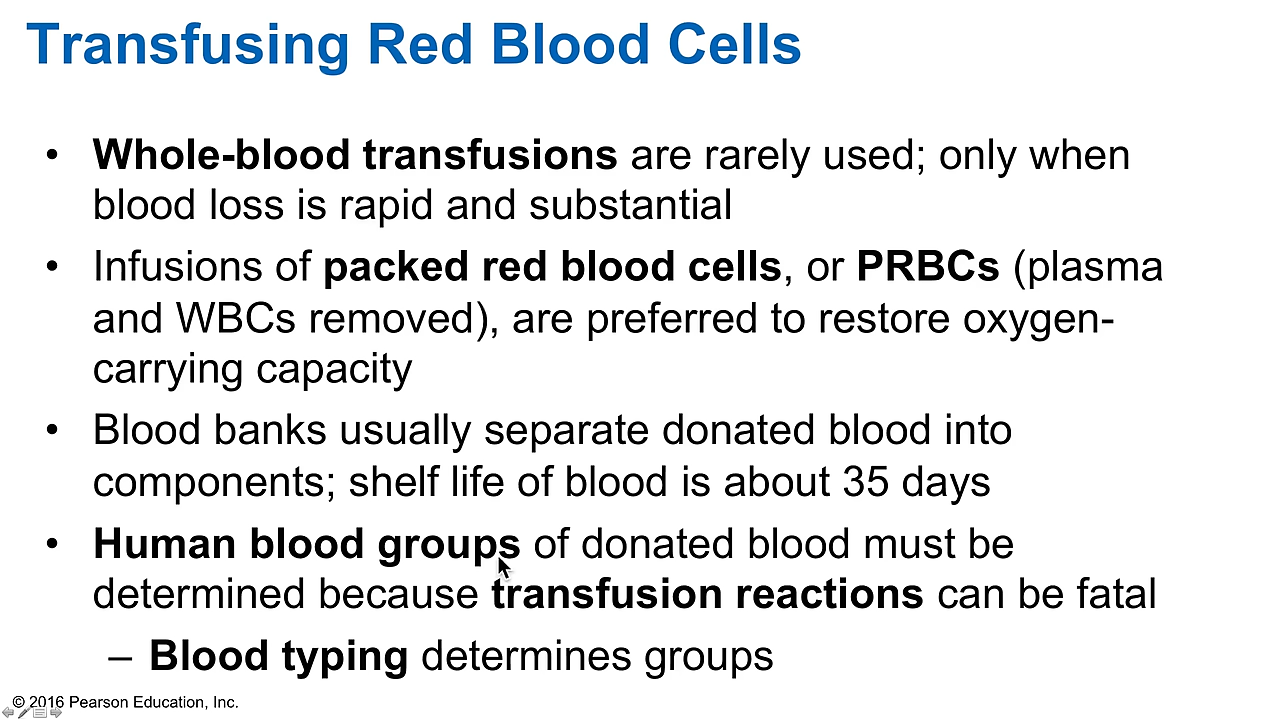 Transfusing Red Blood Cells
• Whole-blood transfusions are rarely used; only when
blood loss is rapid and substantial
• Infusions of packed red blood cells, or PRBCs (plasma
and WBCs removed), are preferred to restore oxygen-
carrying capacity
• Blood banks usually separate donated blood into
components; shelf life of blood is about 35 days
• Human blood groups of donated blood must be
determined because transfusion reactions can be fatal
– Blood typing determines groups
© 2016 Pearson Education, Inc.